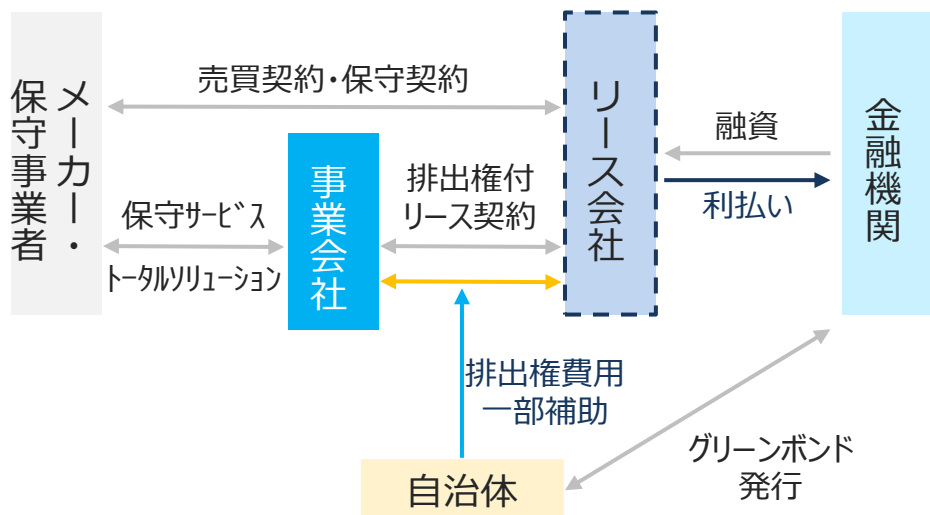 メーカー・
保守事業者
売買契約・保守契約
リース会社
融資
利払い
金融機関
事業会社
排出権付
リース契約
保守ｻｰﾋﾞｽ
ﾄｰﾀﾙｿﾘｭｰｼｮﾝ
排出権費用
一部補助
自治体
グリーンボンド
発行